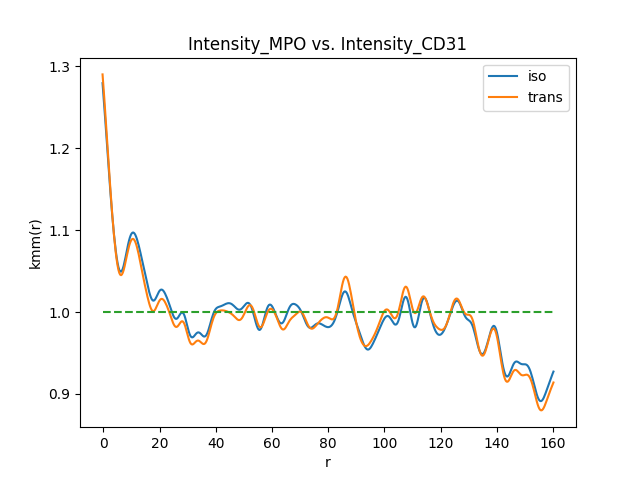 Intensity_MPO vs. Intensity_CD31
iso
trans
kmm(r)
1.3
1.2
1.1
1.0
0.9
0 20 40 60 80 100 120 140 160
r